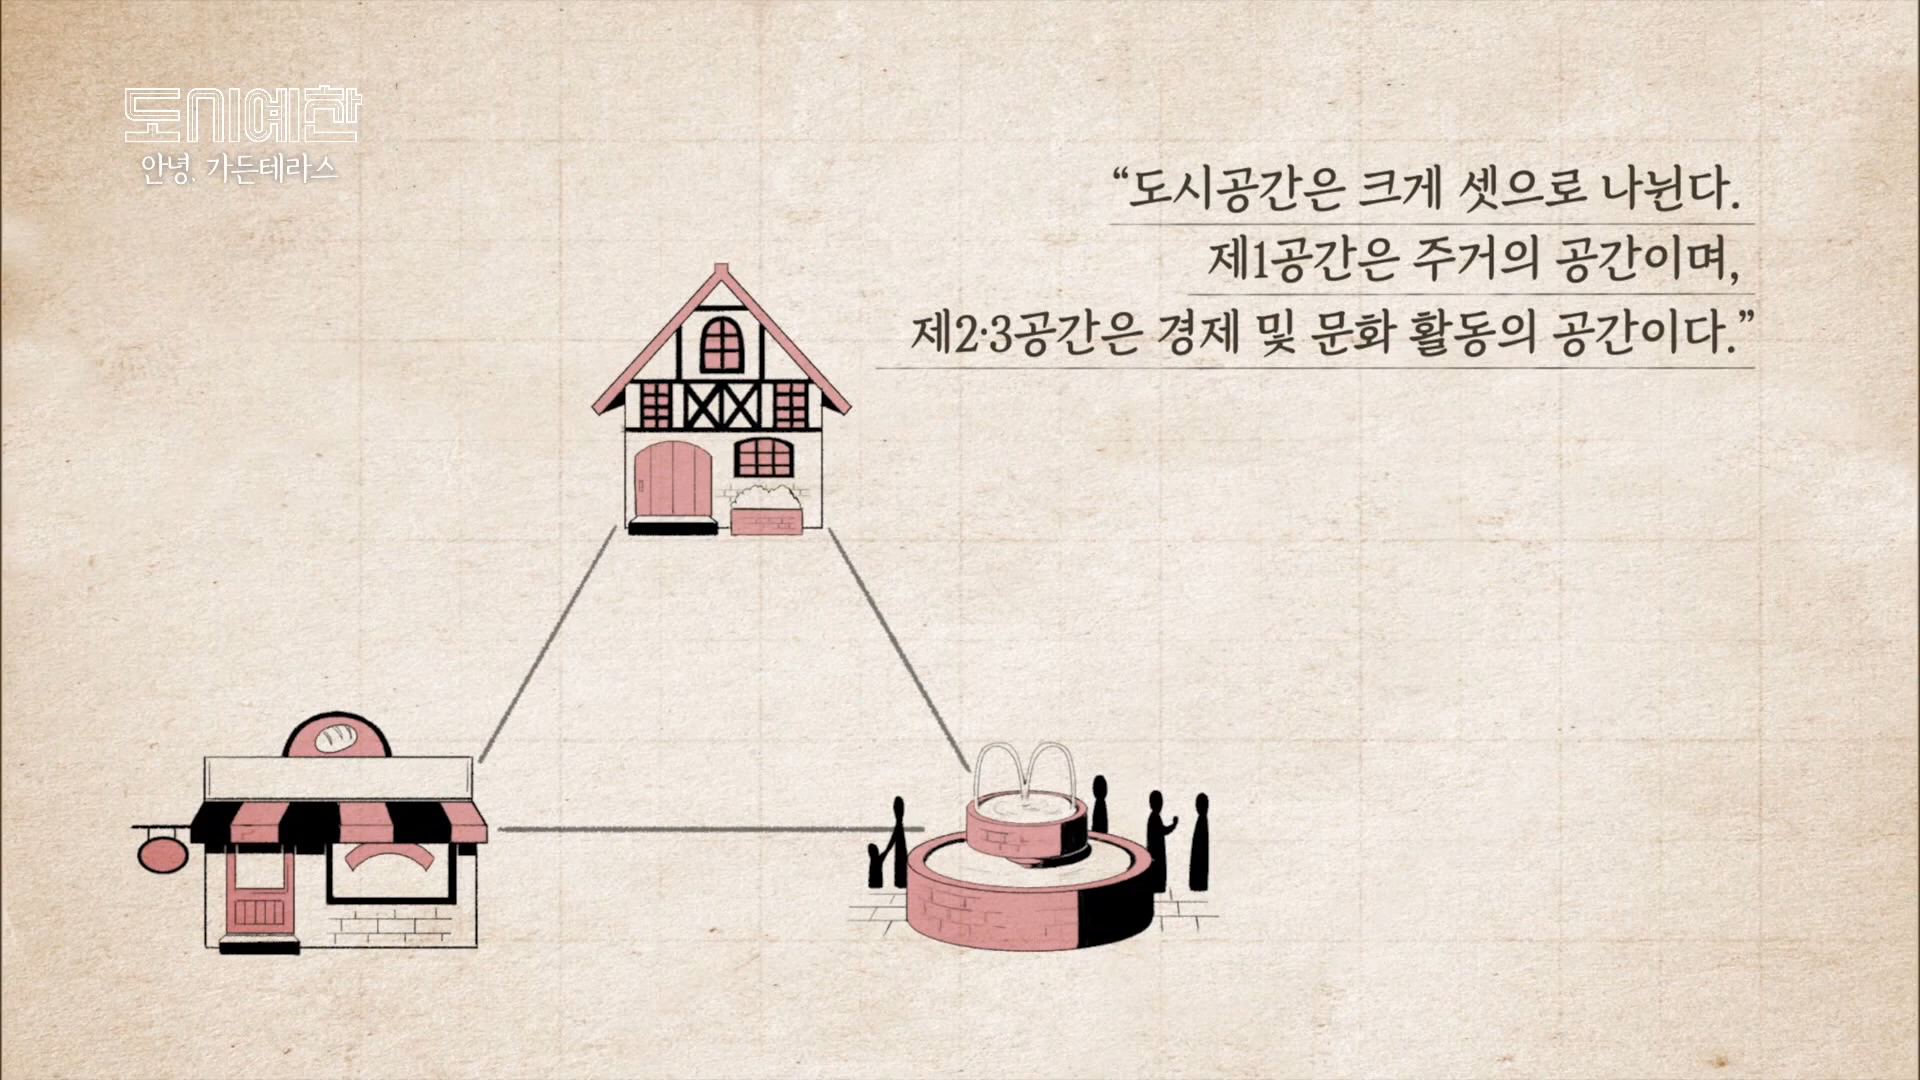 도시예찬
안녕, 가든테라스
“도시공간은 크게 셋으로 나뉜다.
제1공간은 주거의 공간이며,
제2·3공간은 경제 및 문화 활동의 공간이다.”